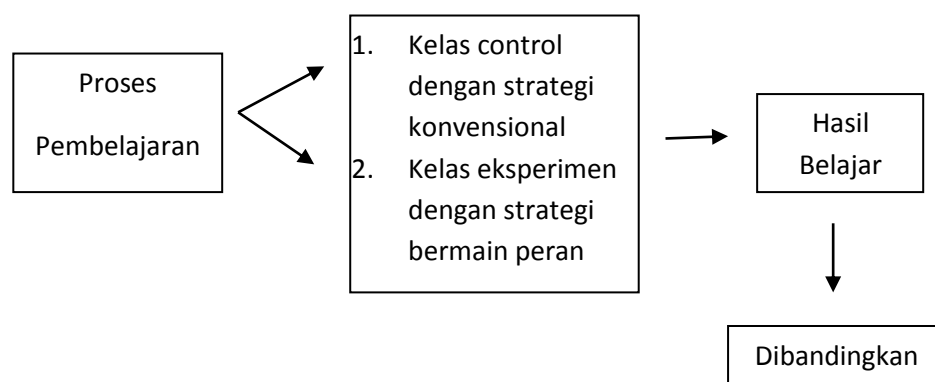 Proses
Pembelajaran
1. Kelas control
dengan strategi
konvensional
2. Kelas eksperimen
dengan strategi
bermain peran
Hasil
Belajar
Dibandingkan